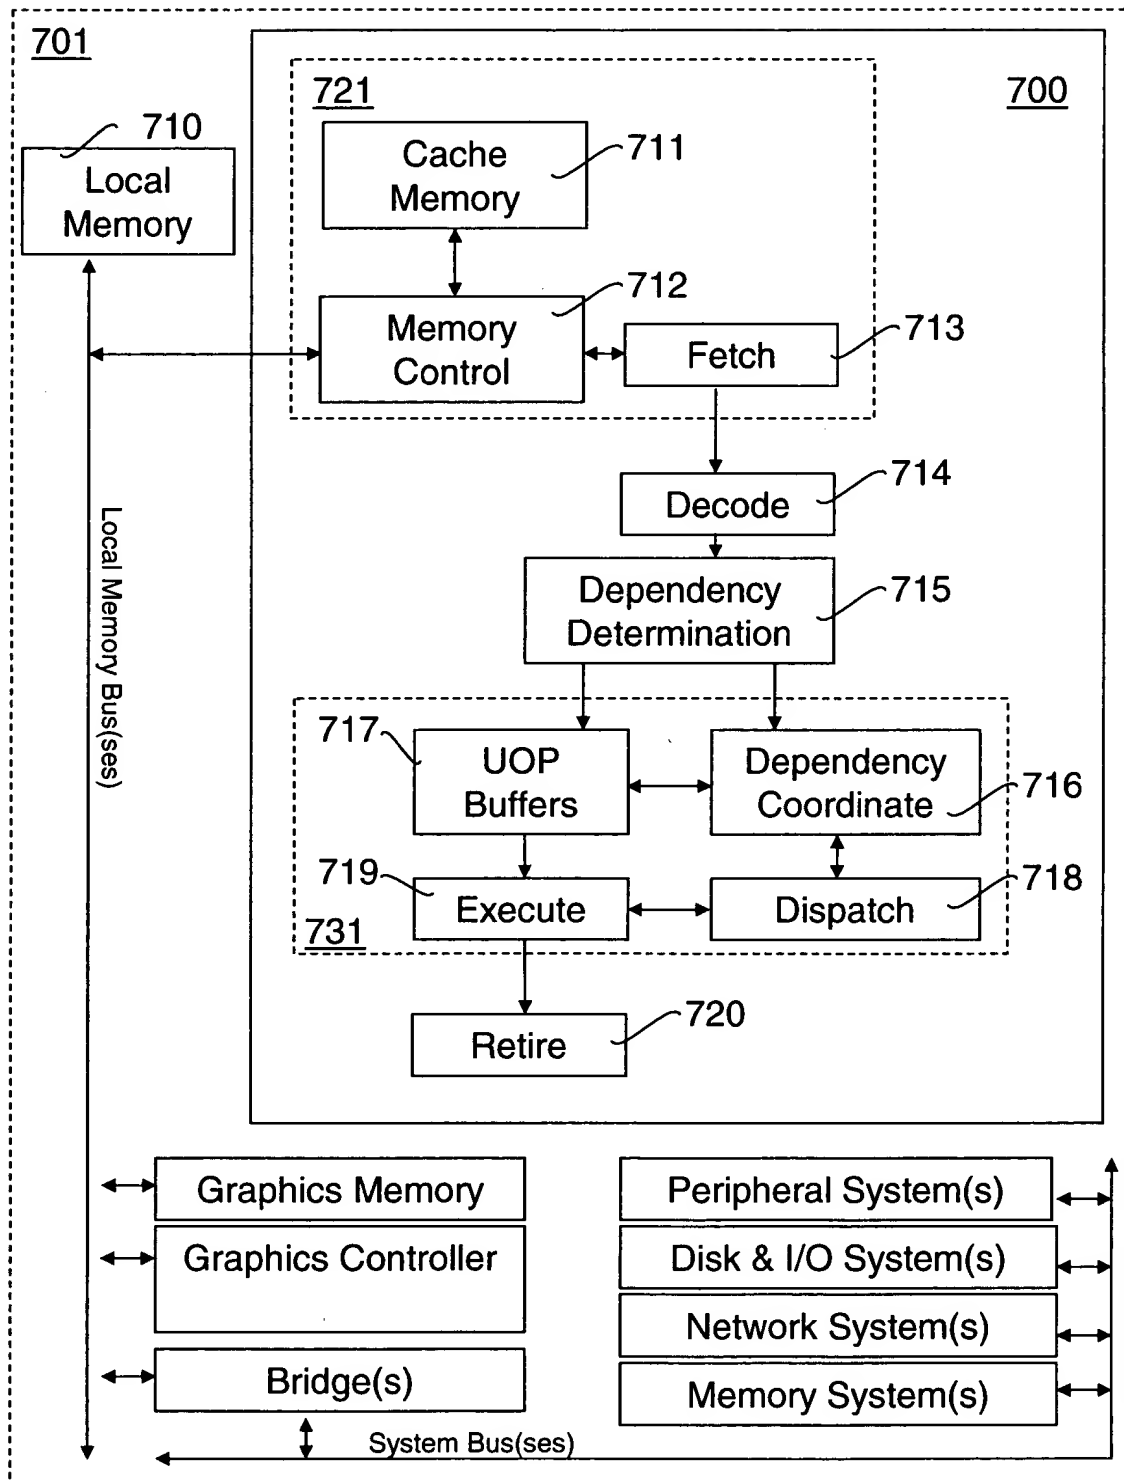 701
721
700
710
Local
Memory
Cache
Memory
711
712
Memory
Control
Fetch
713
714
Decode
Dependency
Determination
715
717
UOP
Buffers
Dependency
Coordinate
716
719
Execute
Dispatch
718
731
Retire
720
Local Memory Bus(ses)
Graphics Memory
Graphics Controller
Bridge(s)
Peripheral System(s)
Disk & I/O System(s)
Network System(s)
Memory System(s)
System Bus(ses)